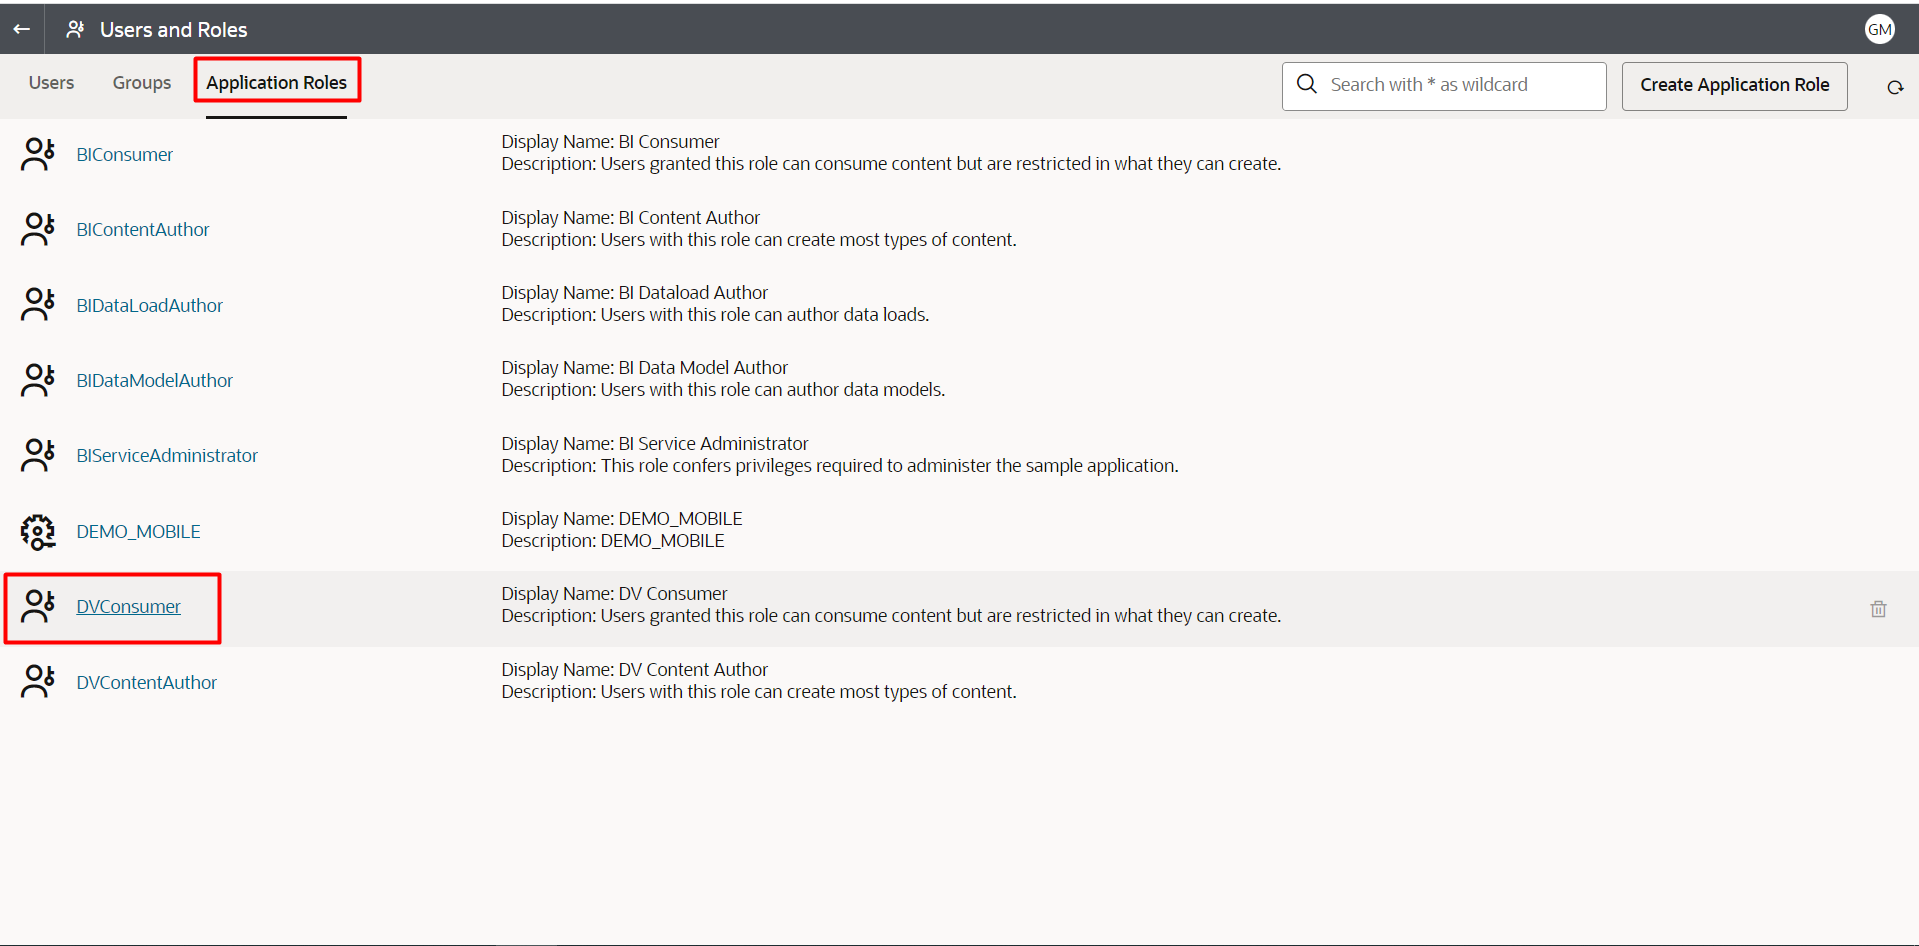 Users and Roles
GM
Users
Groups
Application Roles
Search with * as wildcard
Create Application Role
BIConsumer
Display Name: BI Consumer
Description: Users granted this role can consume content but are restricted in what they can create.
BIContentAuthor
Display Name: BI Content Author
Description: Users with this role can create most types of content.
BIDataLoadAuthor
Display Name: BI Dataload Author
Description: Users with this role can author data loads.
BIDataModelAuthor
Display Name: BI Data Model Author
Description: Users with this role can author data models.
BIServiceAdministrator
Display Name: BI Service Administrator
Description: This role confers privileges required to administer the sample application.
DEMO_MOBILE
Display Name: DEMO_MOBILE
Description: DEMO_MOBILE
DVConsumer
Display Name: DV Consumer
Description: Users granted this role can consume content but are restricted in what they can create.
DVContentAuthor
Display Name: DV Content Author
Description: Users with this role can create most types of content.